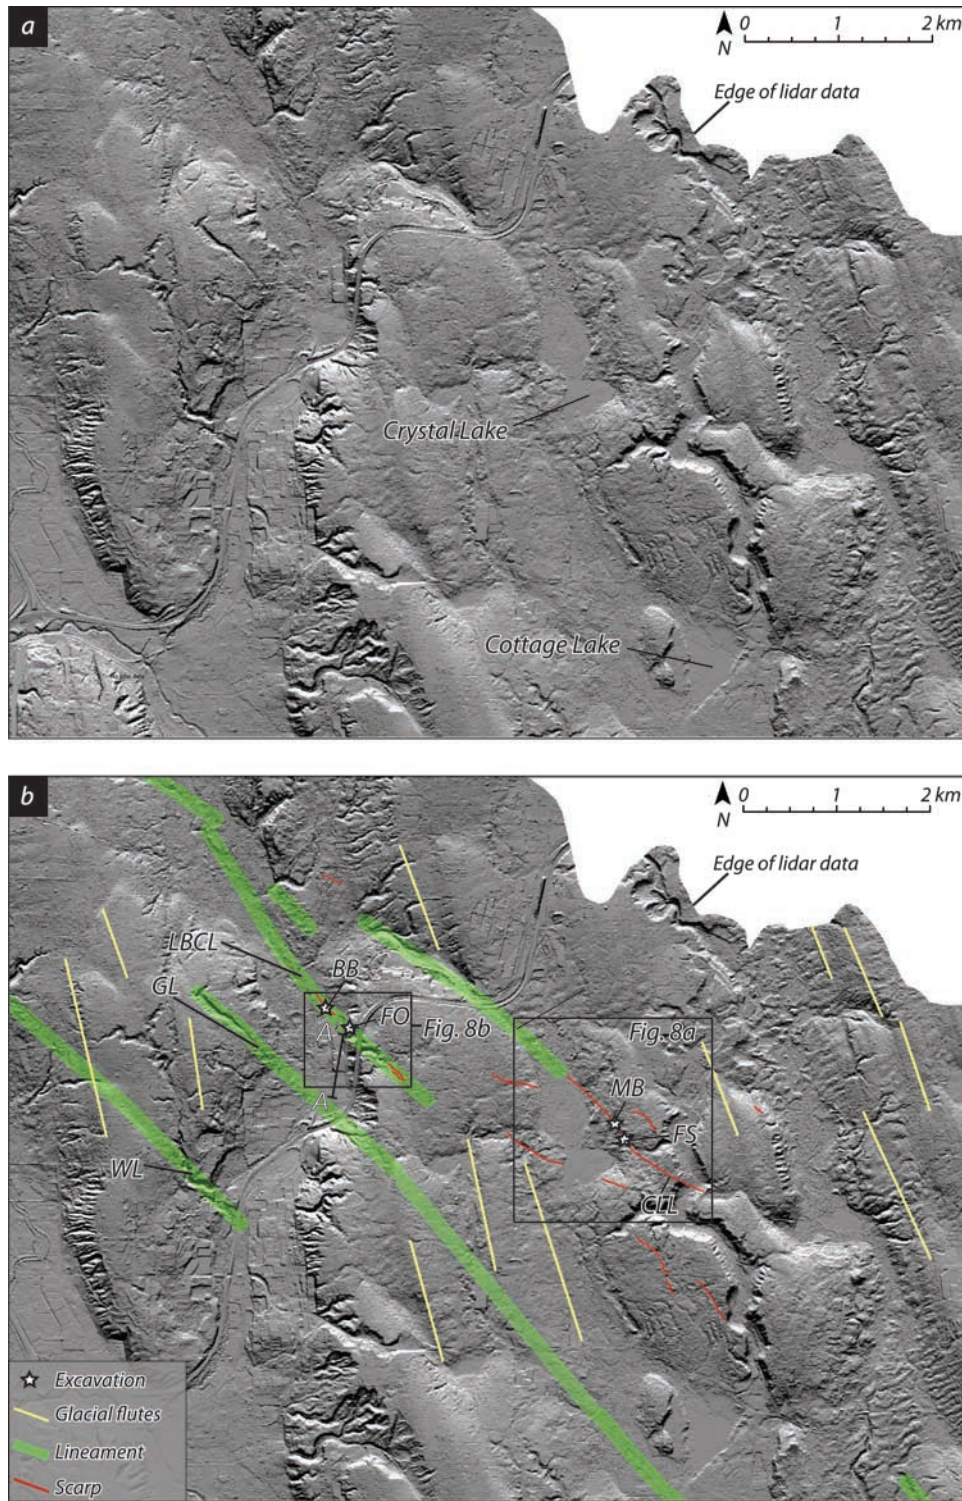 a
0 1 2 km
N
Edge of lidar data
Crystal Lake
Cottage Lake
b
0 1 2 km
N
Edge of lidar data
LBCL
BB
GL
FO
Fig. 8b
Fig. 8a
A
MB
A
FS
WL
CLL
Excavation
Glacial flutes
Lineament
Scarp